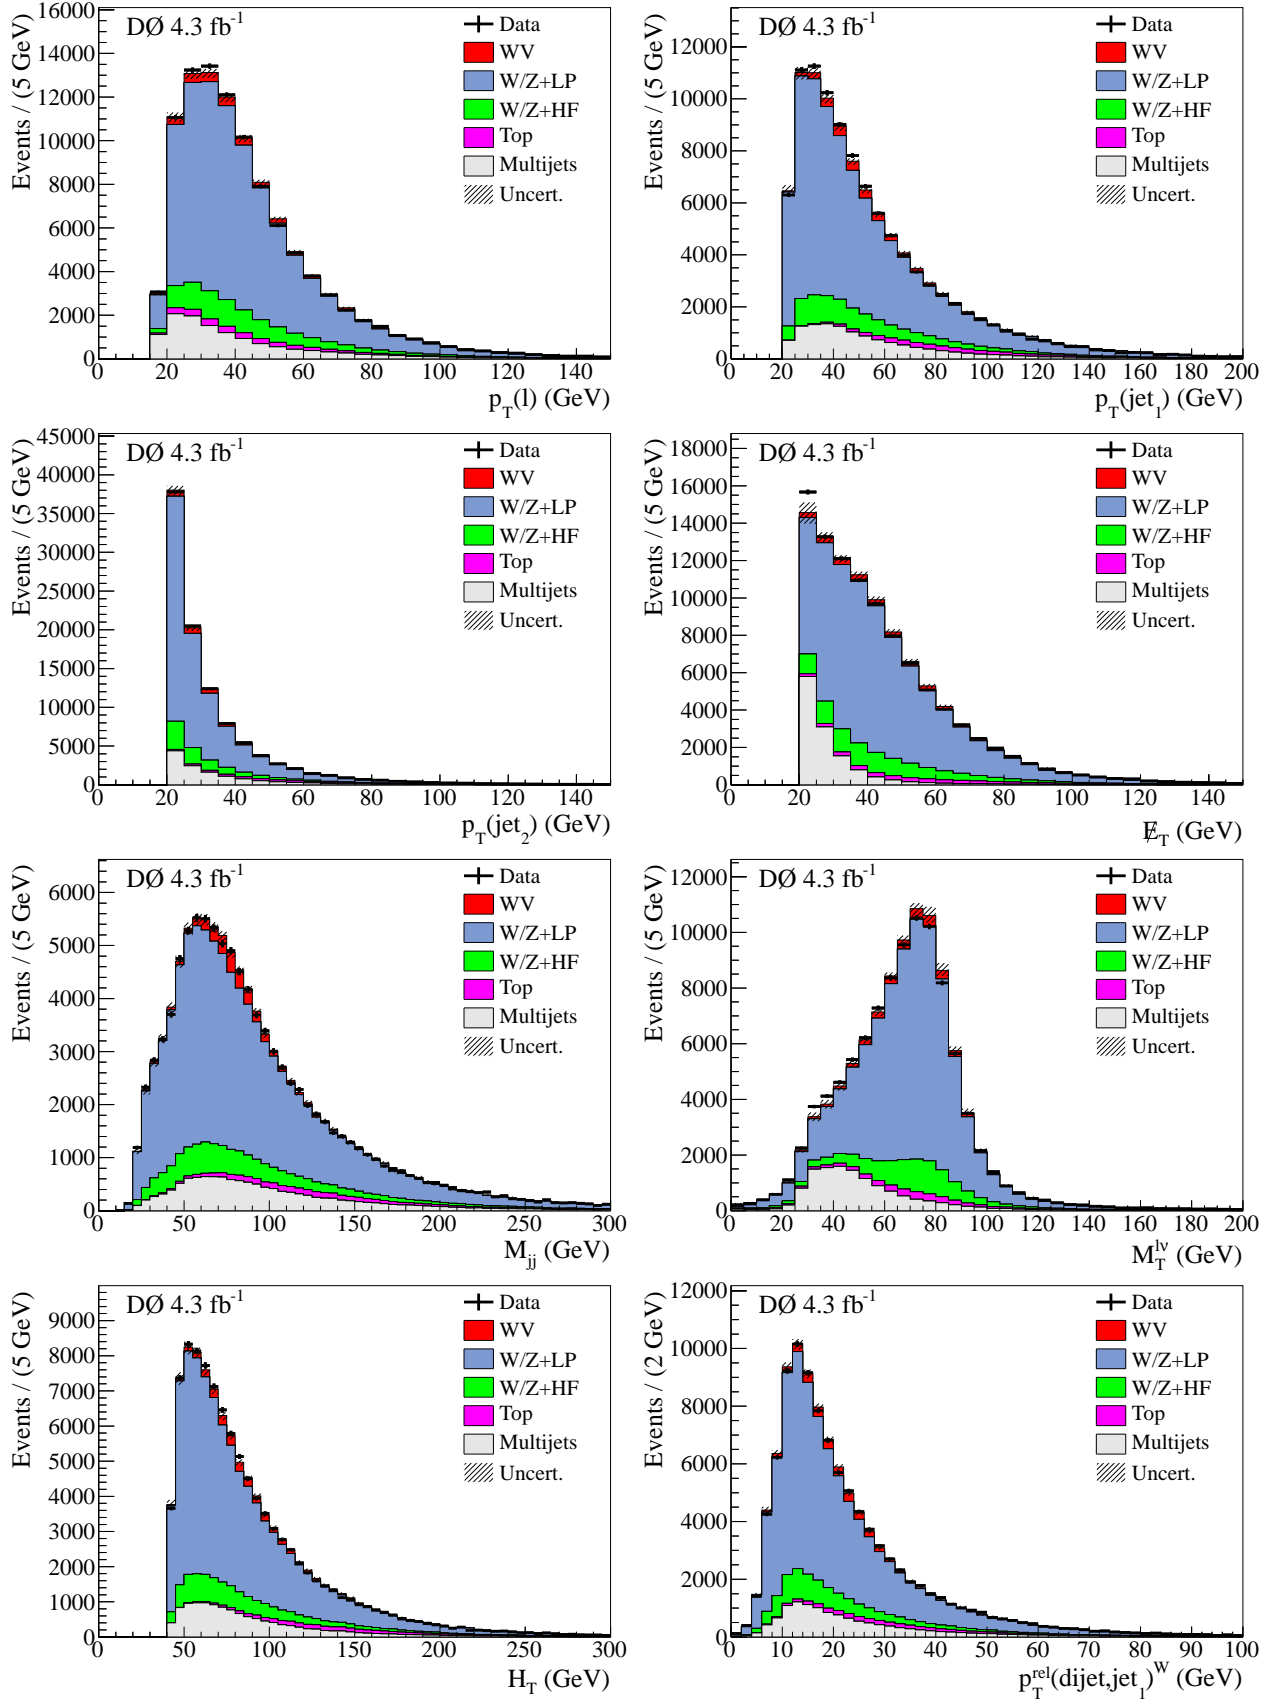 DØ 4.3 fb⁻¹
Data
WV
W/Z+LP
W/Z+HF
Top
Multijets
Uncert.
Events / (5 GeV)
0 2000 4000 6000 8000 10000 12000 14000 16000
0 20 40 60 80 100 120 140
p_T(l) (GeV)
DØ 4.3 fb⁻¹
Data
WV
W/Z+LP
W/Z+HF
Top
Multijets
Uncert.
Events / (5 GeV)
0 2000 4000 6000 8000 10000 12000
0 20 40 60 80 100 120 140 160 180 200
p_T(jet_1) (GeV)
DØ 4.3 fb⁻¹
Data
WV
W/Z+LP
W/Z+HF
Top
Multijets
Uncert.
Events / (5 GeV)
0 5000 10000 15000 20000 25000 30000 35000 40000 45000
0 20 40 60 80 100 120 140
p_T(jet_2) (GeV)
DØ 4.3 fb⁻¹
Data
WV
W/Z+LP
W/Z+HF
Top
Multijets
Uncert.
Events / (5 GeV)
0 2000 4000 6000 8000 10000 12000 14000 16000 18000
0 20 40 60 80 100 120 140
E̸_T (GeV)
DØ 4.3 fb⁻¹
Data
WV
W/Z+LP
W/Z+HF
Top
Multijets
Uncert.
Events / (5 GeV)
0 1000 2000 3000 4000 5000 6000
0 50 100 150 200 250 300
M_jj (GeV)
DØ 4.3 fb⁻¹
Data
WV
W/Z+LP
W/Z+HF
Top
Multijets
Uncert.
Events / (5 GeV)
0 2000 4000 6000 8000 10000 12000
0 20 40 60 80 100 120 140 160 180 200
M_T^lν (GeV)
DØ 4.3 fb⁻¹
Data
WV
W/Z+LP
W/Z+HF
Top
Multijets
Uncert.
Events / (5 GeV)
0 1000 2000 3000 4000 5000 6000 7000 8000 9000
0 50 100 150 200 250 300
H_T (GeV)
DØ 4.3 fb⁻¹
Data
WV
W/Z+LP
W/Z+HF
Top
Multijets
Uncert.
Events / (2 GeV)
0 2000 4000 6000 8000 10000 12000
0 10 20 30 40 50 60 70 80 90 100
p_T^rel(dijet,jet_1)^W (GeV)